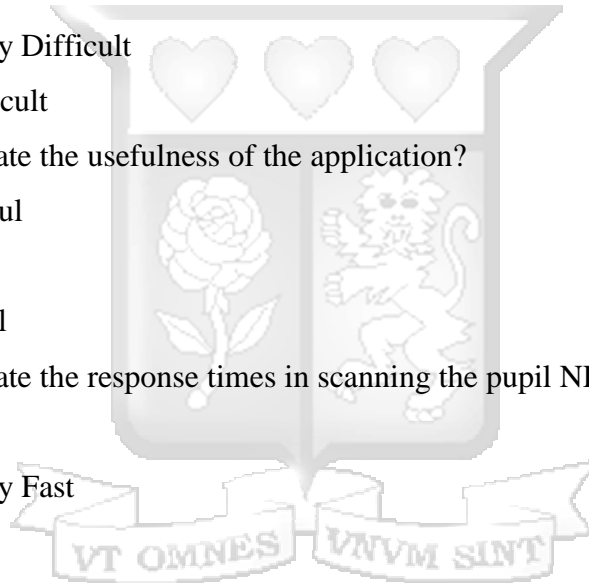 y Difficult
cult
ate the usefulness of the application?
ul
l
ate the response times in scanning the pupil NF
y Fast
VT OMNES VNVM SINT